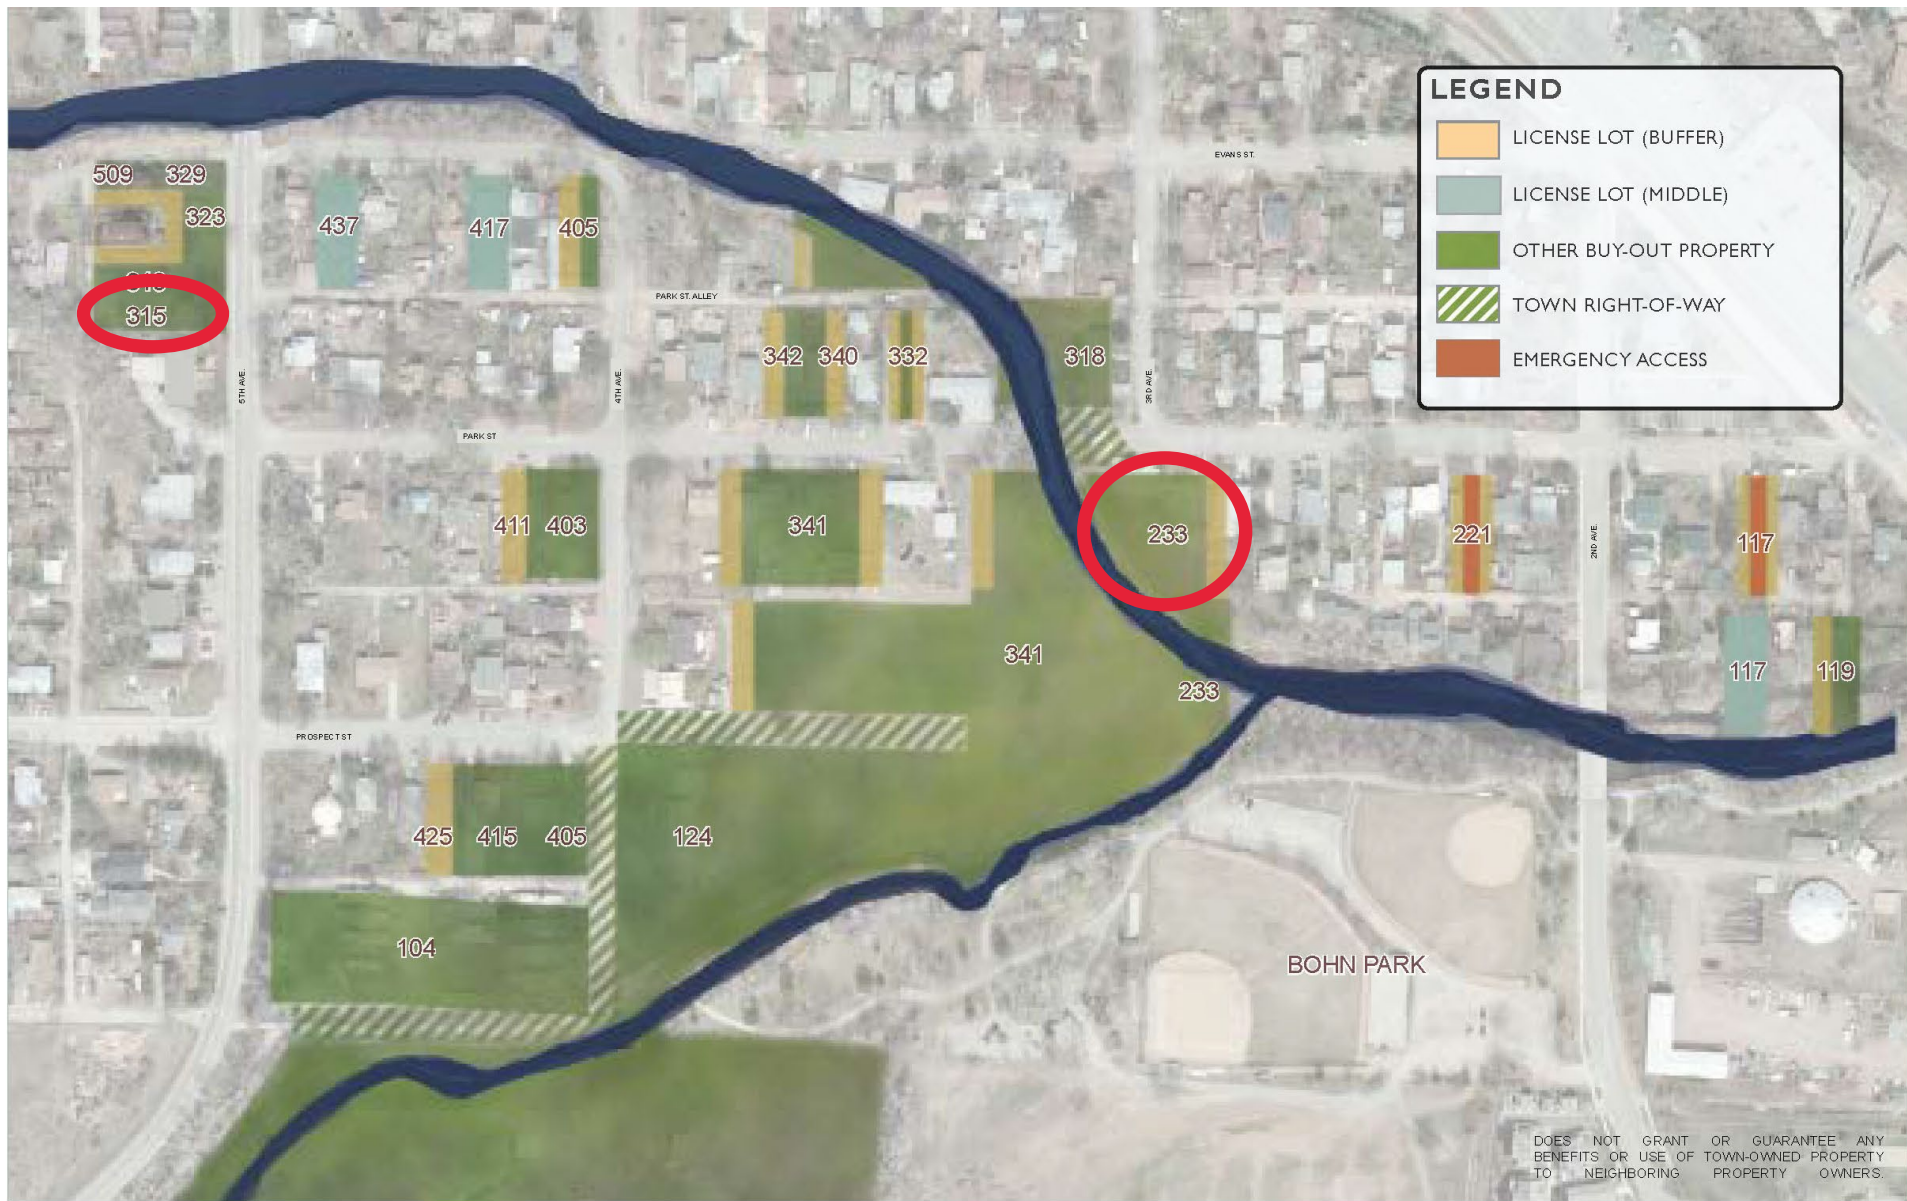 LEGEND
LICENSE LOT (BUFFER)
LICENSE LOT (MIDDLE)
OTHER BUY-OUT PROPERTY
TOWN RIGHT-OF-WAY
EMERGENCY ACCESS
EVANS ST.
509 329
323
437
417
405
315
PARK ST. ALLEY
342 340 332
318
5TH AVE.
4TH AVE.
3RD AVE.
PARK ST
411 403
341
233
221
117
2ND AVE.
341
233
117
119
PROSPECT ST
425 415 405
124
104
BOHN PARK
DOES NOT GRANT OR GUARANTEE ANY
BENEFITS OR USE OF TOWN-OWNED PROPERTY
TO NEIGHBORING PROPERTY OWNERS.